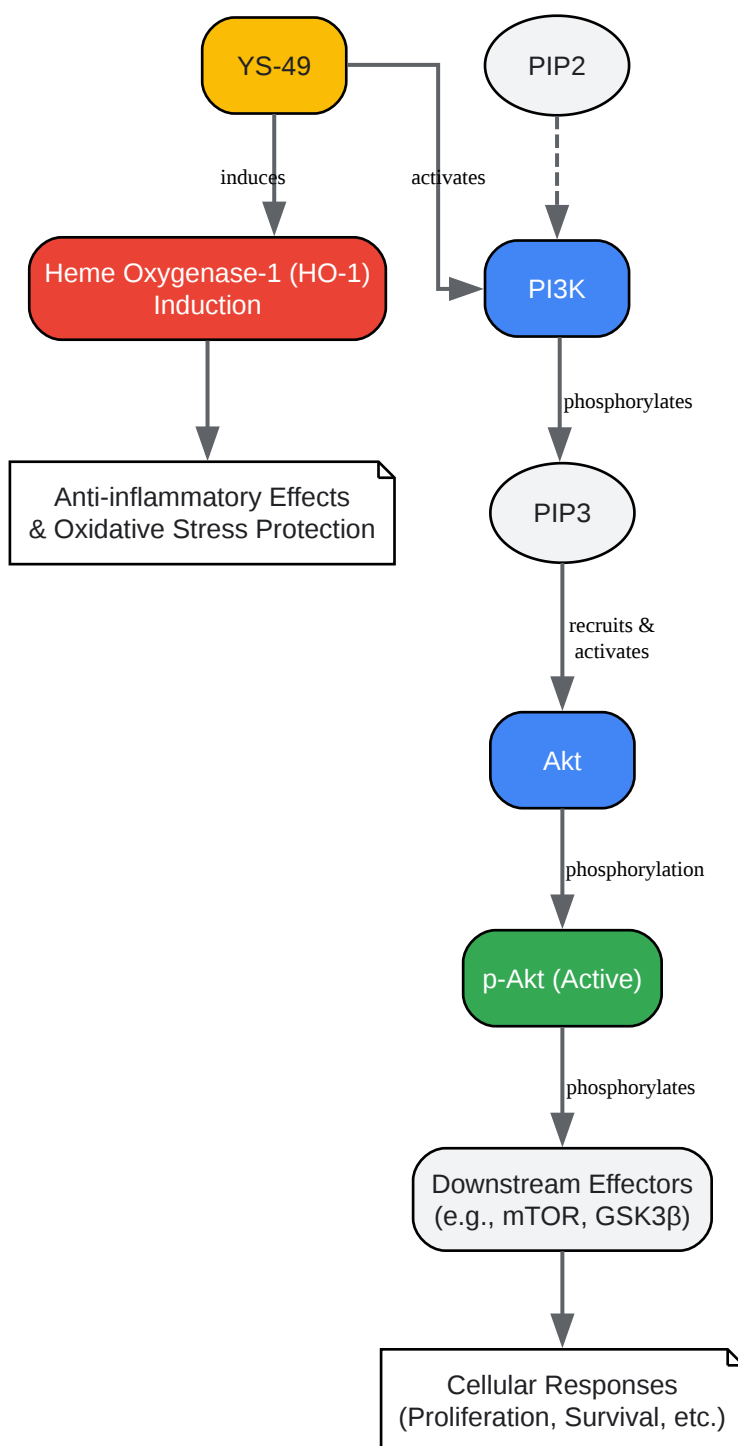 YS-49
PIP2
induces
activates
Heme Oxygenase-1 (HO-1)
Induction
PI3K
phosphorylates
Anti-inflammatory Effects
& Oxidative Stress Protection
PIP3
recruits &
activates
Akt
phosphorylation
p-Akt (Active)
phosphorylates
Downstream Effectors
(e.g., mTOR, GSK3β)
Cellular Responses
(Proliferation, Survival, etc.)